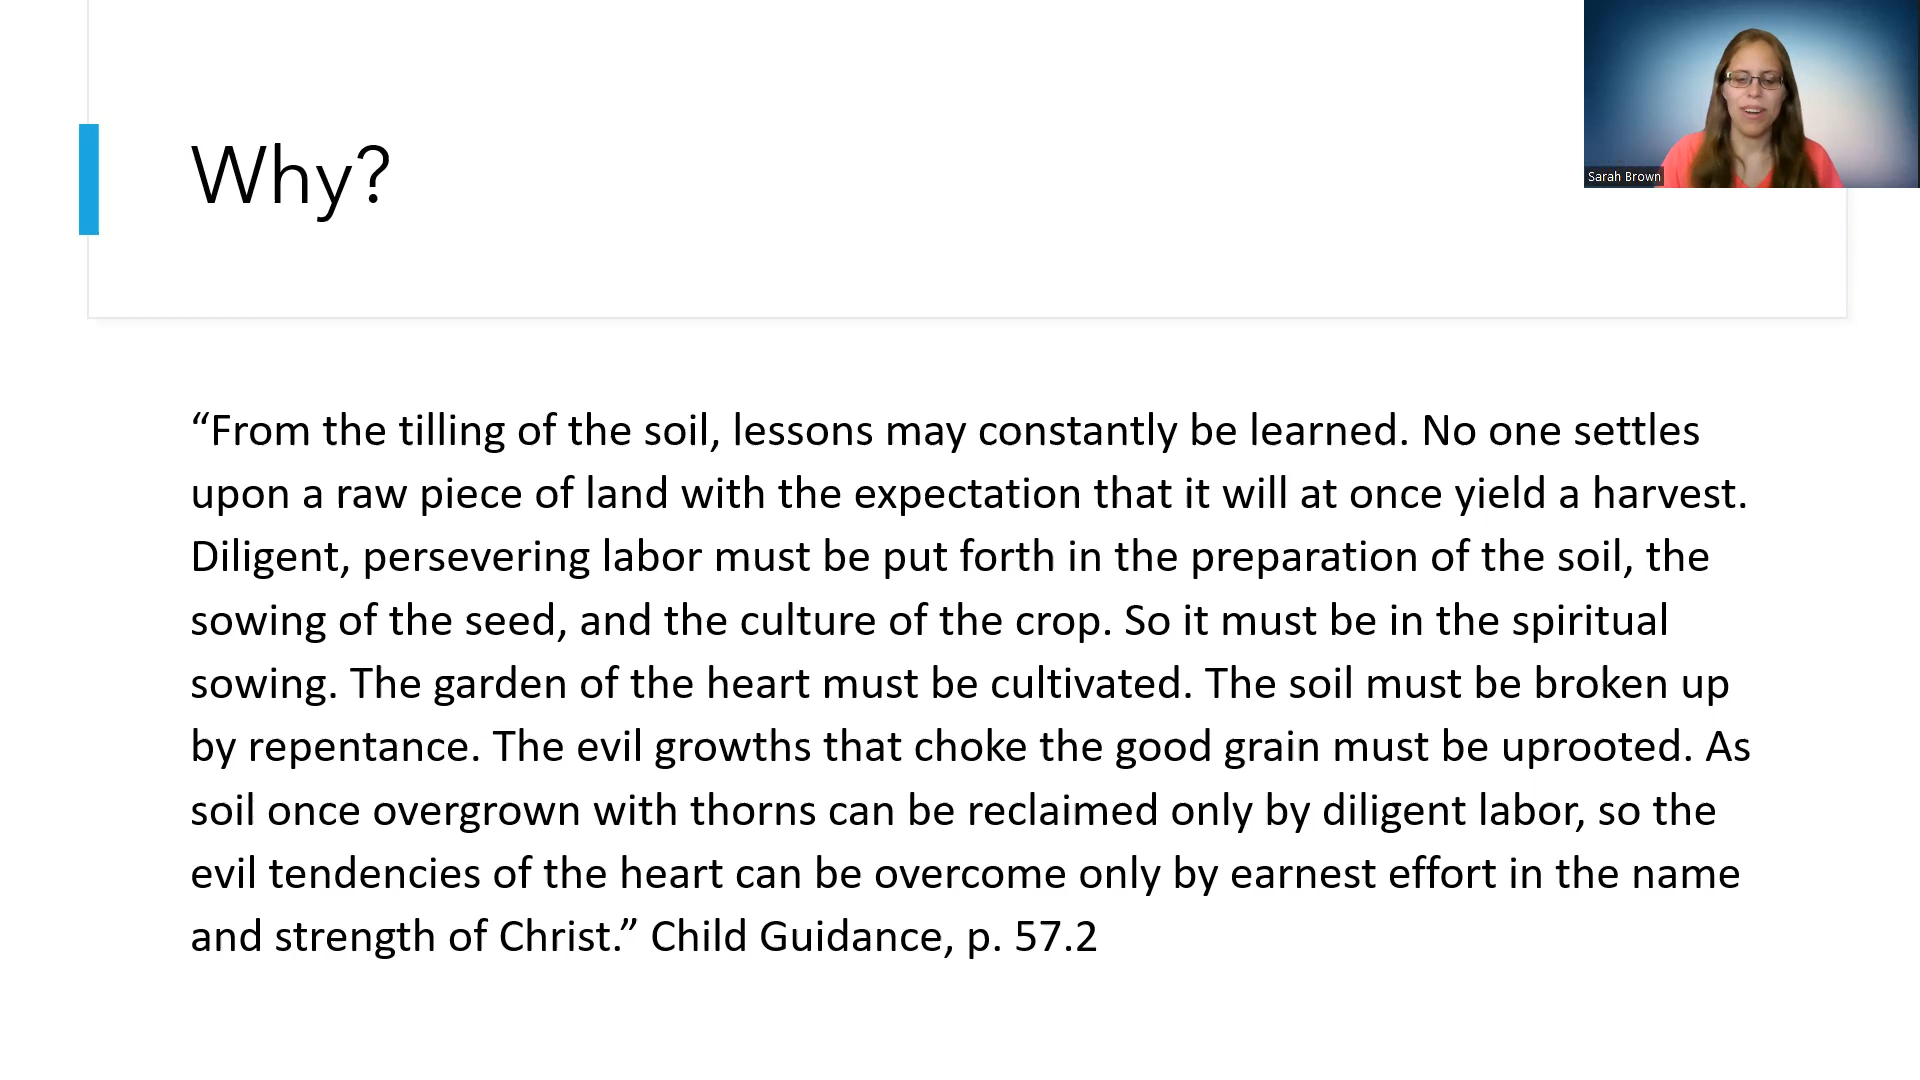 Why?
Sarah Brown
“From the tilling of the soil, lessons may constantly be learned. No one settles
upon a raw piece of land with the expectation that it will at once yield a harvest.
Diligent, persevering labor must be put forth in the preparation of the soil, the
sowing of the seed, and the culture of the crop. So it must be in the spiritual
sowing. The garden of the heart must be cultivated. The soil must be broken up
by repentance. The evil growths that choke the good grain must be uprooted. As
soil once overgrown with thorns can be reclaimed only by diligent labor, so the
evil tendencies of the heart can be overcome only by earnest effort in the name
and strength of Christ.” Child Guidance, p. 57.2